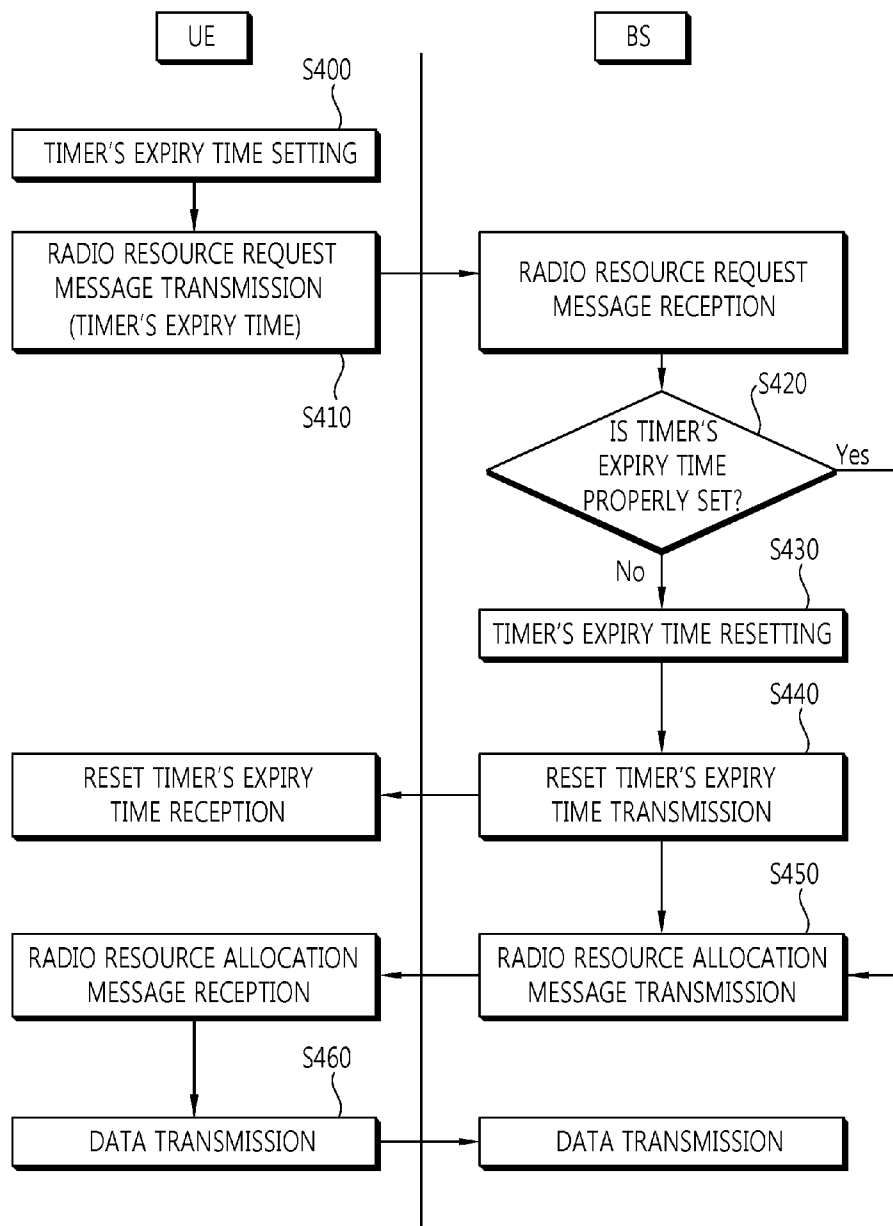 UE
BS
S400
TIMER'S EXPIRY TIME SETTING
RADIO RESOURCE REQUEST
MESSAGE TRANSMISSION
(TIMER'S EXPIRY TIME)
S410
RADIO RESOURCE REQUEST
MESSAGE RECEPTION
S420
IS TIMER'S
EXPIRY TIME
PROPERLY SET?
Yes
No
S430
TIMER'S EXPIRY TIME RESETTING
S440
RESET TIMER'S EXPIRY
TIME RECEPTION
RESET TIMER'S EXPIRY
TIME TRANSMISSION
S450
RADIO RESOURCE ALLOCATION
MESSAGE RECEPTION
RADIO RESOURCE ALLOCATION
MESSAGE TRANSMISSION
S460
DATA TRANSMISSION
DATA TRANSMISSION